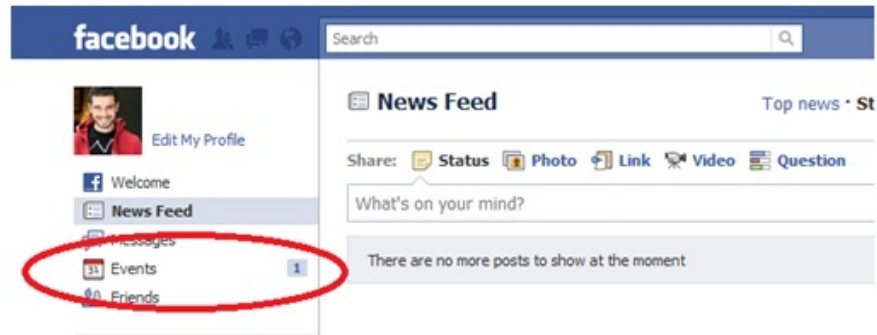 facebook
Search
Edit My Profile
Welcome
News Feed
Messages
31 Events 1
Friends
News Feed
Top news · St
Share: Status Photo Link Video Question
What's on your mind?
There are no more posts to show at the moment